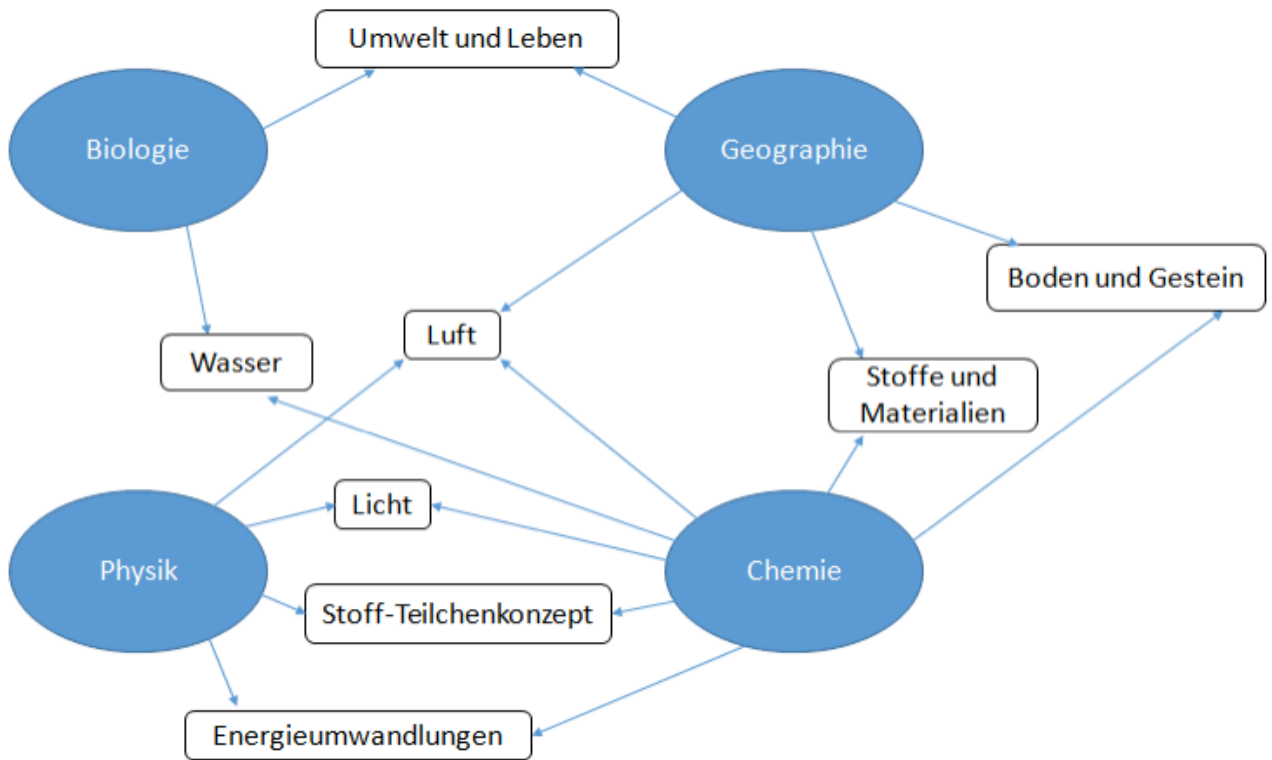 Umwelt und Leben
Biologie
Geographie
Boden und Gestein
Luft
Wasser
Stoffe und
Materialien
Licht
Physik
Chemie
Stoff-Teilchenkonzept
Energieumwandlungen